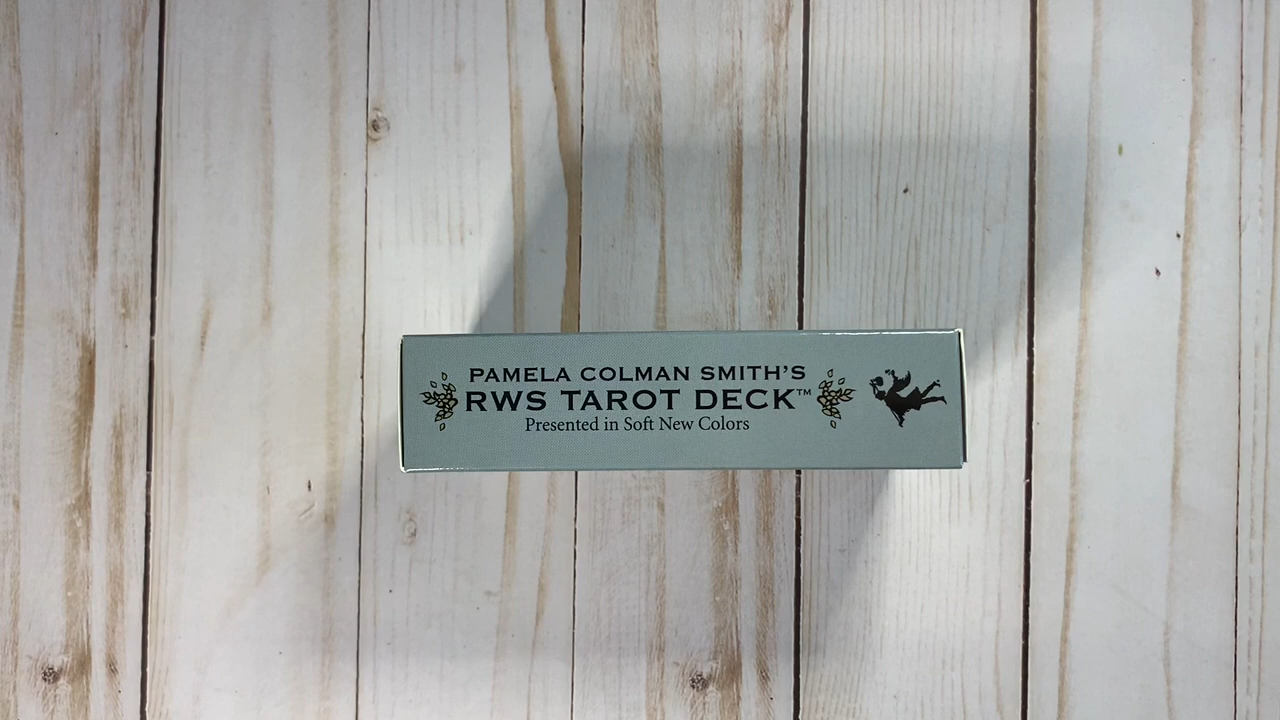 PAMELA COLMAN SMITH'S
RWS TAROT DECK™
Presented in Soft New Colors